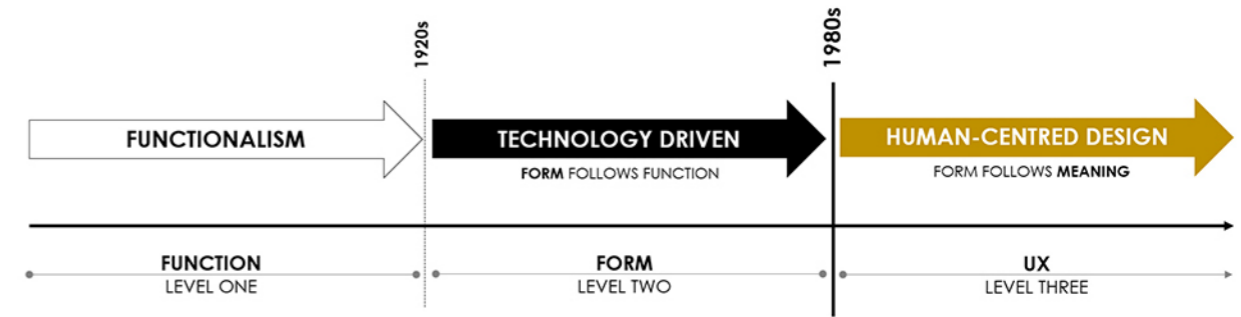 1920s
1980s
FUNCTIONALISM
TECHNOLOGY DRIVEN
FORM FOLLOWS FUNCTION
HUMAN-CENTRED DESIGN
FORM FOLLOWS MEANING
FUNCTION
LEVEL ONE
FORM
LEVEL TWO
UX
LEVEL THREE